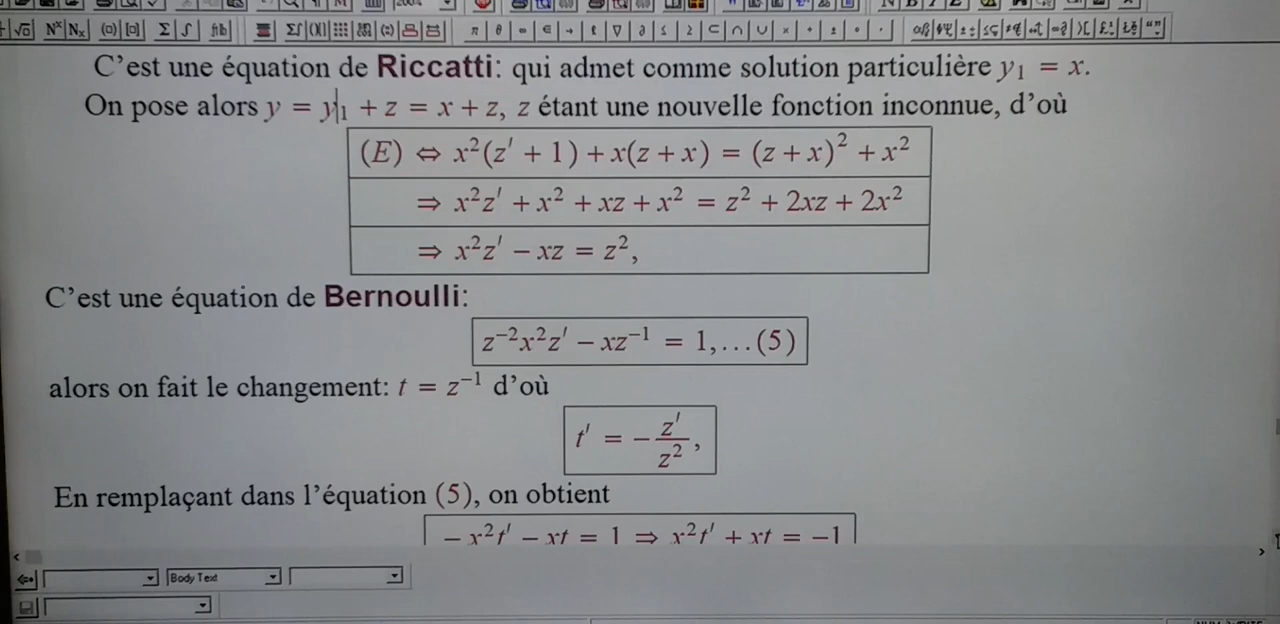 C'est une équation de Riccatti: qui admet comme solution particulière y₁ = x.
On pose alors y = y₁ + z = x + z, z étant une nouvelle fonction inconnue, d'où
(E) ⇔ x²(z′ + 1) + x(z + x) = (z + x)² + x²
⇒ x²z′ + x² + xz + x² = z² + 2xz + 2x²
⇒ x²z′ − xz = z²,
C'est une équation de Bernoulli:
z⁻²x²z′ − xz⁻¹ = 1,...(5)
alors on fait le changement: t = z⁻¹ d'où
t′ = −z′/z²,
En remplaçant dans l'équation (5), on obtient
− x²t′ − xt = 1 ⇒ x²t′ + xt = −1
Body Text